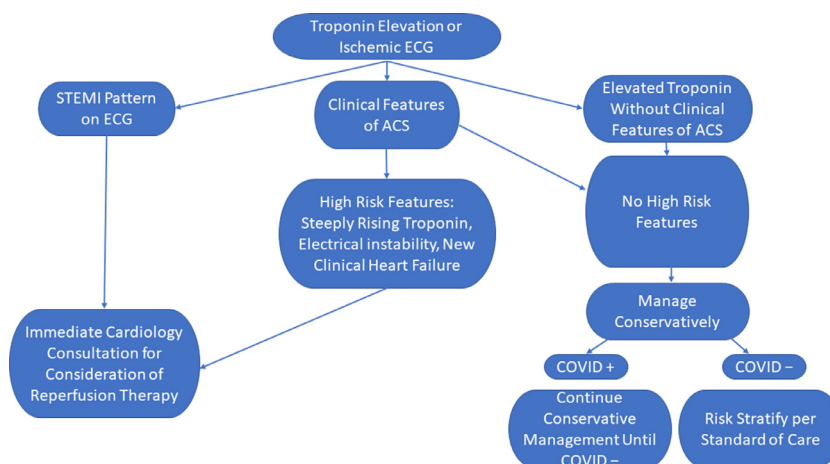 Troponin Elevation or
Ischemic ECG
STEMI Pattern
on ECG
Clinical Features
of ACS
Elevated Troponin
Without Clinical
Features of ACS
High Risk Features:
Steeply Rising Troponin,
Electrical instability, New
Clinical Heart Failure
No High Risk
Features
Immediate Cardiology
Consultation for
Consideration of
Reperfusion Therapy
Manage
Conservatively
COVID +
COVID –
Continue
Conservative
Management Until
COVID –
Risk Stratify per
Standard of Care